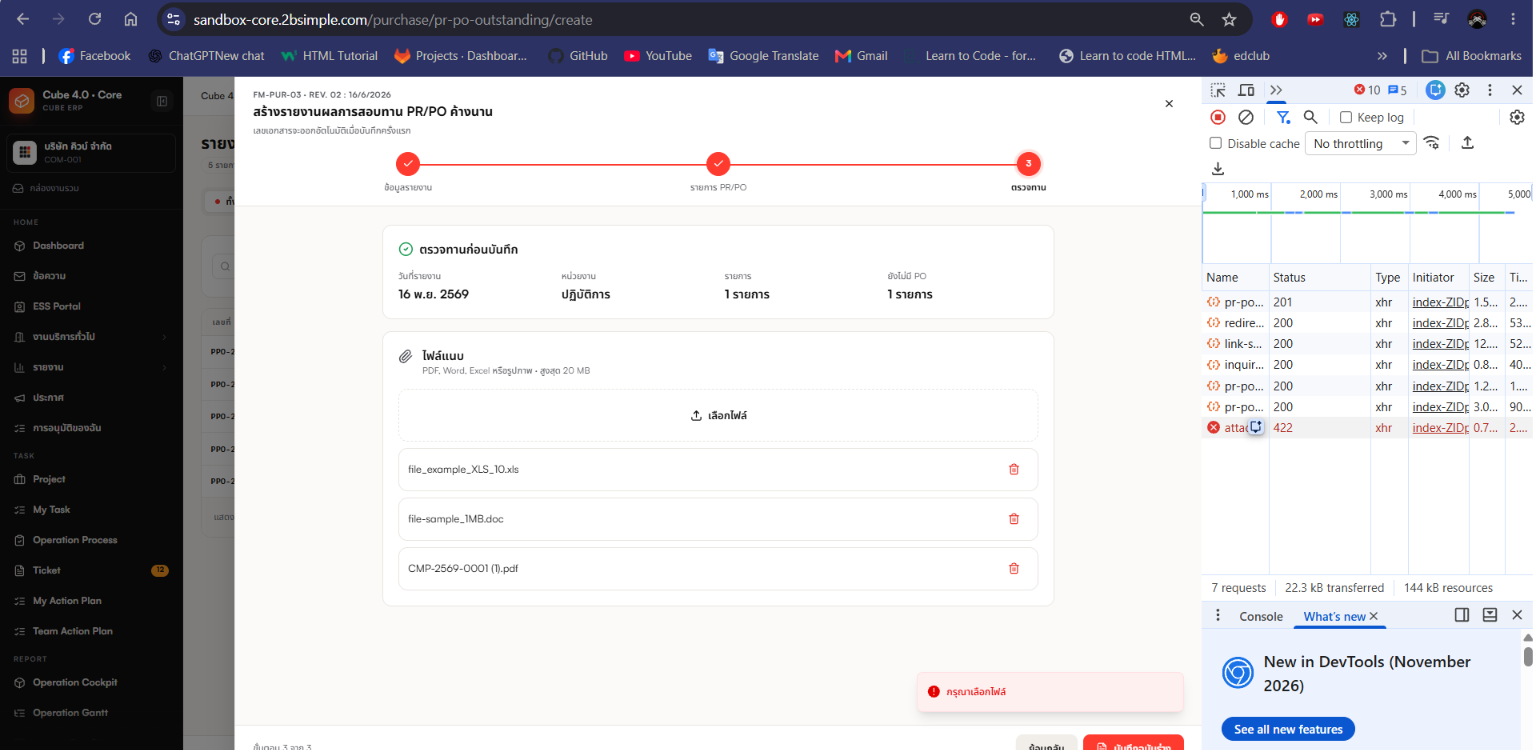 sandbox-core.2bsimple.com/purchase/pr-po-outstanding/create
Facebook ChatGPTNew chat HTML Tutorial Projects · Dashboar... GitHub YouTube Google Translate Gmail Learn to Code - for... Learn to code HTML... edclub » All Bookmarks
Cube 4.0 · Core
CUBE ERP
บริษัท คิวบ์ จำกัด
COM-001
กล่องงานรวม
HOME
Dashboard
ข้อความ
ESS Portal
งานบริการทั่วไป
รายงาน
ประกาศ
การอนุมัติของฉัน
TASK
Project
My Task
Operation Process
Ticket 12
My Action Plan
Team Action Plan
REPORT
Operation Cockpit
Operation Gantt
Cube 4
เลขที่
PPO-2
PPO-2
PPO-2
PPO-2
PPO-2
FM-PUR-03 · REV. 02 : 16/6/2026
สร้างรายงานผลการสอบทาน PR/PO ค้างนาน
เลขเอกสารจะออกอัตโนมัติเมื่อบันทึกครั้งแรก
3
ข้อมูลรายงาน รายการ PR/PO ตรวจทาน
ตรวจทานก่อนบันทึก
วันที่รายงาน หน่วยงาน รายการ ยังไม่มี PO
16 พ.ย. 2569 ปฏิบัติการ 1 รายการ 1 รายการ
ไฟล์แนบ
PDF, Word, Excel หรือรูปภาพ · สูงสุด 20 MB
เลือกไฟล์
file_example_XLS_10.xls
file-sample_1MB.doc
CMP-2569-0001 (1).pdf
กรุณาเลือกไฟล์
ขั้นตอน 3 จาก 3
ย้อนกลับ บันทึกฉบับร่าง
10 5
Keep log
Disable cache No throttling
1,000 ms 2,000 ms 3,000 ms 4,000 ms 5,000
Name Status Type Initiator Size Ti...
pr-po... 201 xhr index-ZIDp 1.5... 2....
redire... 200 xhr index-ZIDp 2.8... 53...
link-s... 200 xhr index-ZIDp 12.... 52...
inquir... 200 xhr index-ZIDp 0.8... 40...
pr-po... 200 xhr index-ZIDp 1.2... 1....
pr-po... 200 xhr index-ZIDp 3.0... 90...
attac 422 xhr index-ZIDp 0.7... 2....
7 requests 22.3 kB transferred 144 kB resources
Console What's new
New in DevTools (November
2026)
See all new features